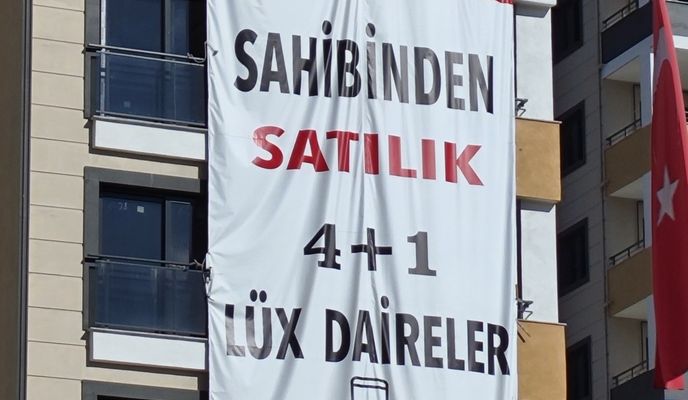 SAHİBİNDEN
SATILIK
4+1
LÜX DAİRELER